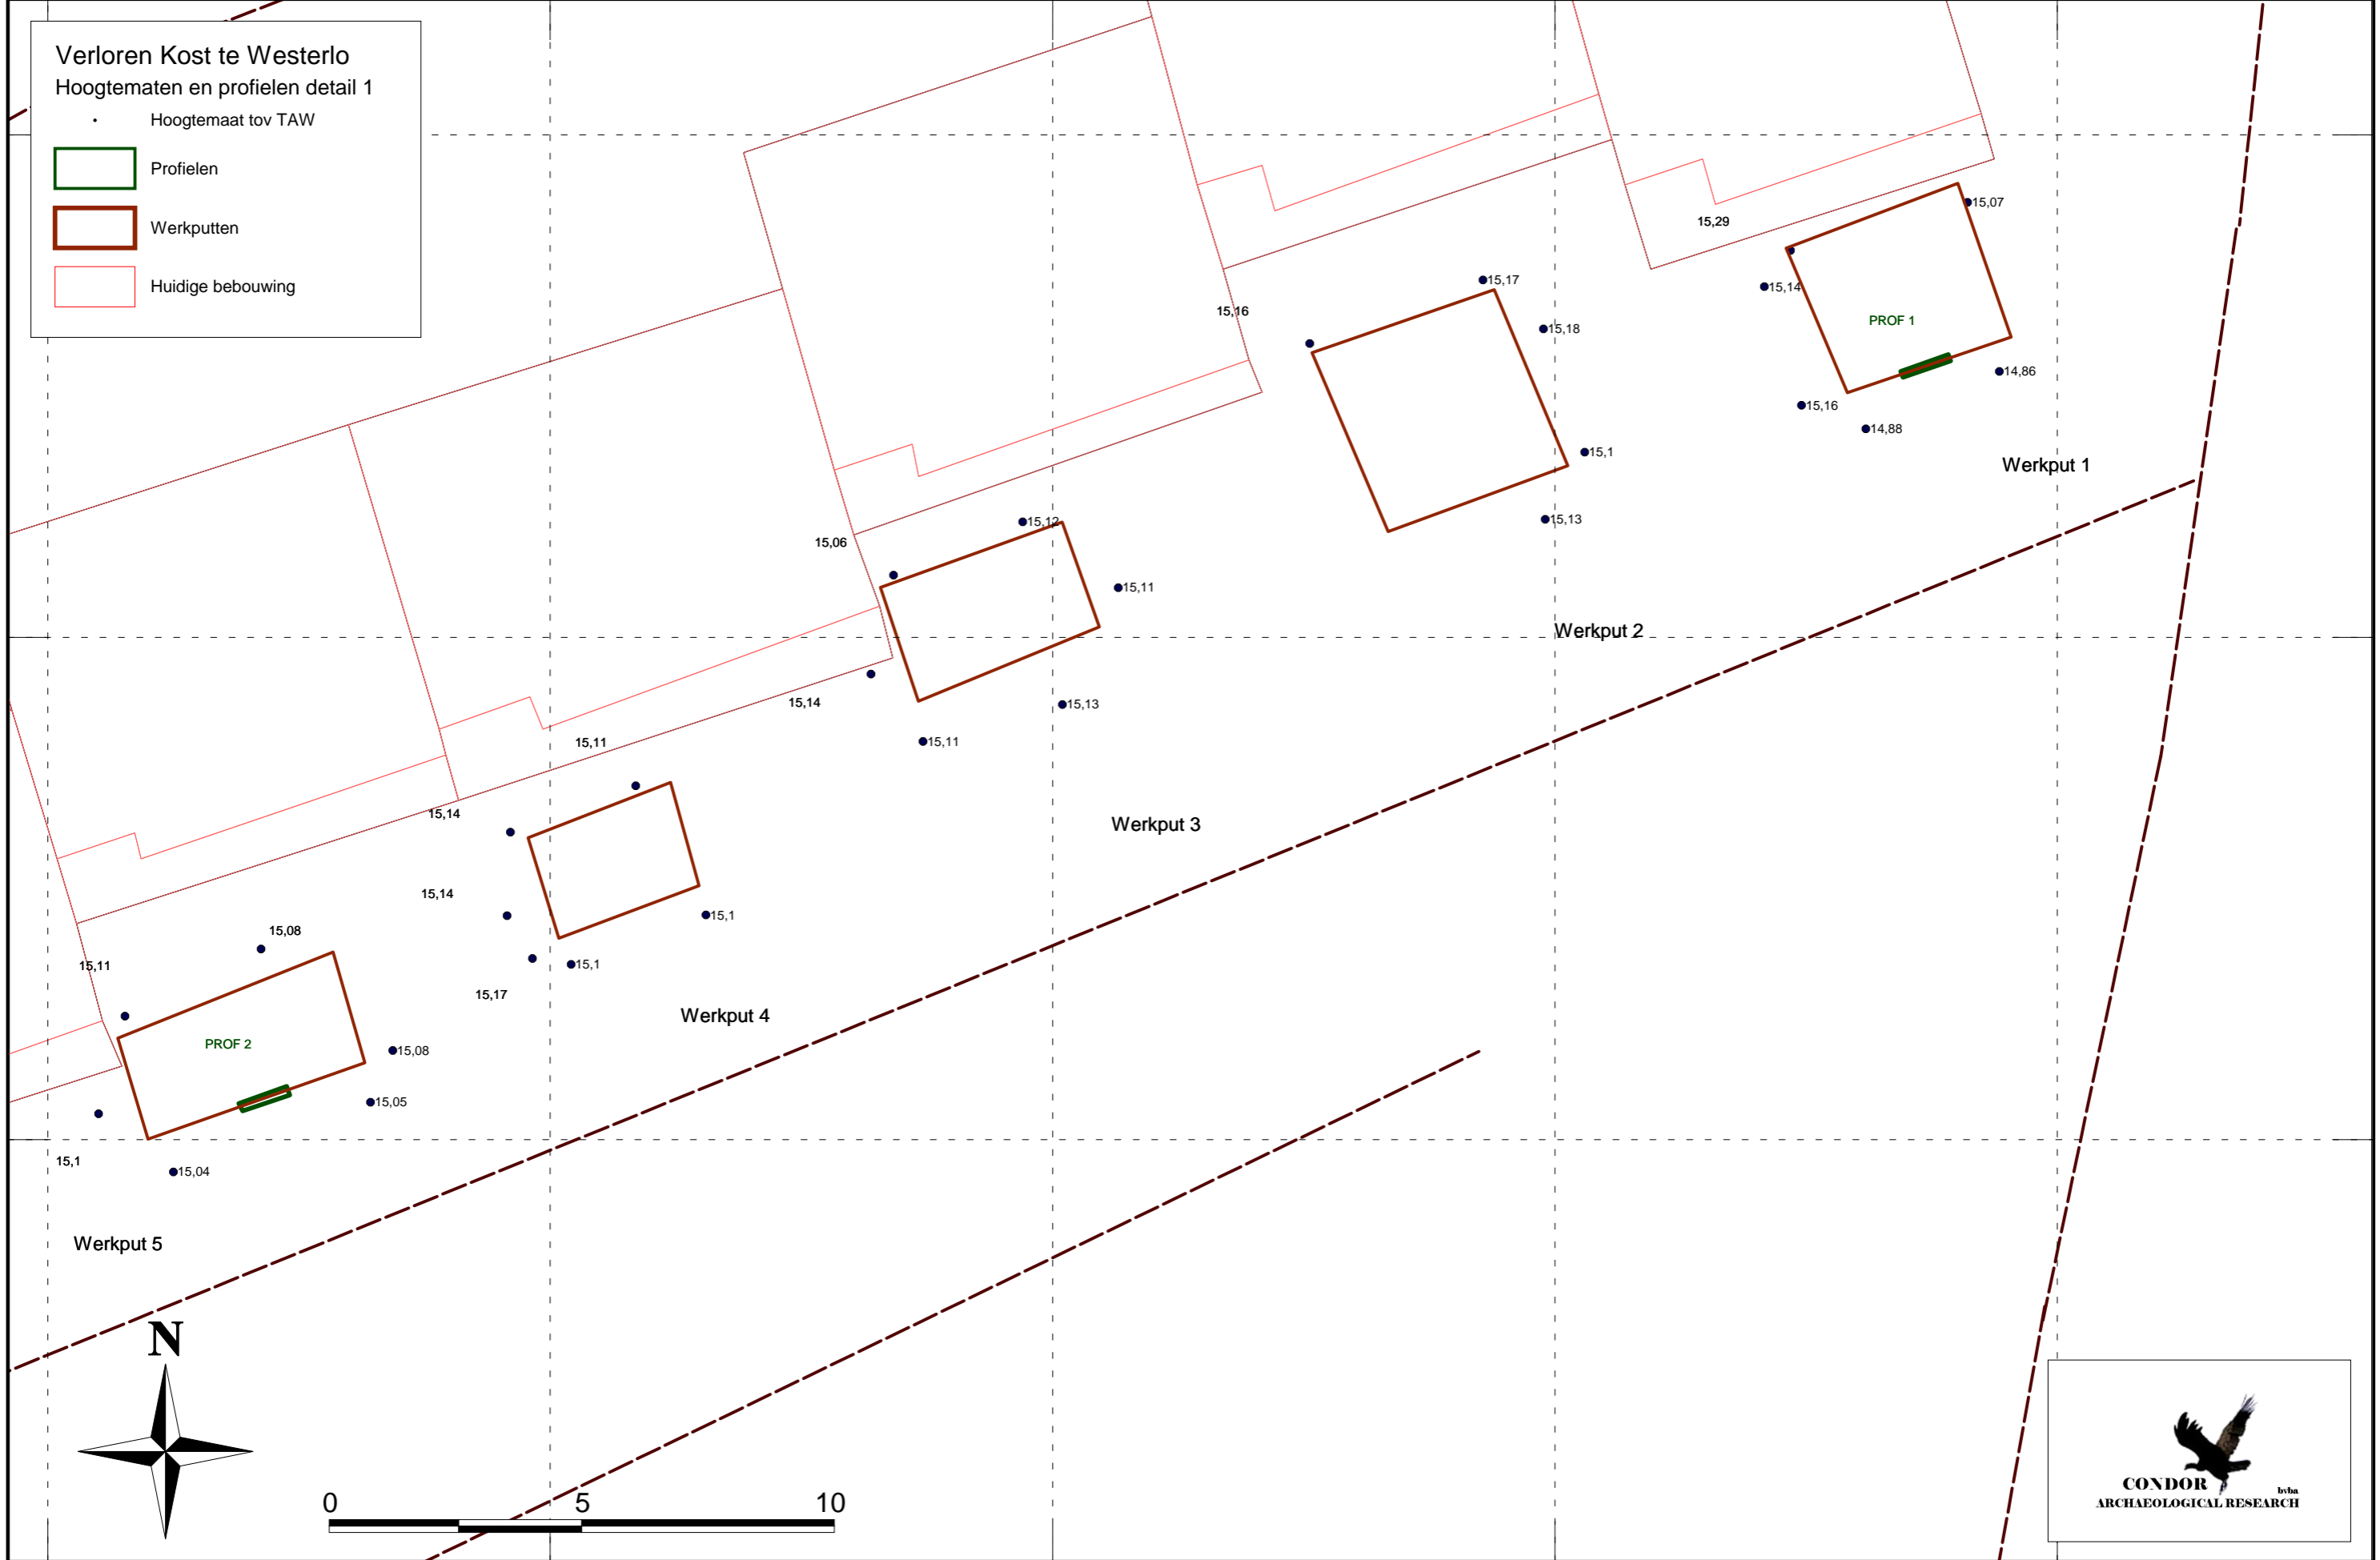 Verloren Kost te Westerlo
Hoogtematen en profielen detail 1
Hoogtemaat tov TAW
Profielen
Werkputten
Huidige bebouwing
15,07
15,29
15,14
15,17
15,16
15,18
PROF 1
14,86
15,16
14,88
15,1
Werkput 1
15,13
15,12
15,06
15,11
Werkput 2
15,14
15,13
15,11
15,11
15,14
Werkput 3
15,14
15,1
15,08
15,11
15,1
15,17
Werkput 4
PROF 2
15,08
15,05
15,1
15,04
Werkput 5
N
0 5 10
CONDOR bvba
ARCHAEOLOGICAL RESEARCH